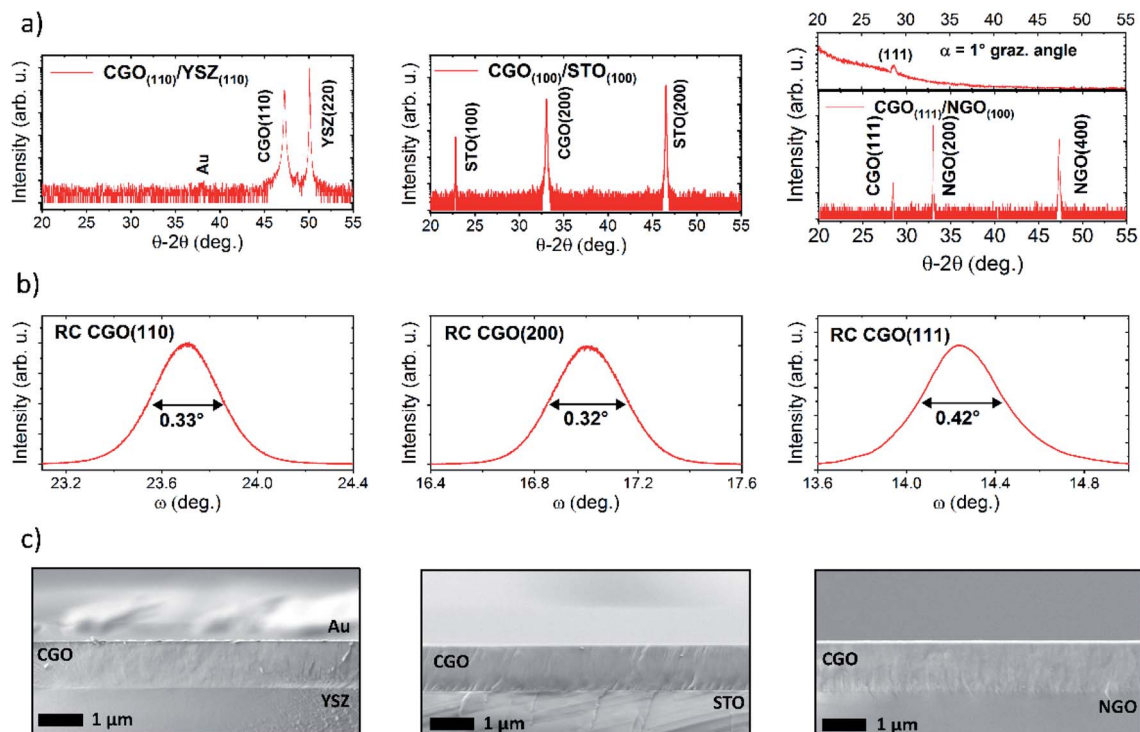 a)
Intensity (arb. u.)
CGO(110)/YSZ(110)
Au
CGO(110)
YSZ(220)
20 25 30 35 40 45 50 55
θ-2θ (deg.)
Intensity (arb. u.)
CGO(100)/STO(100)
STO(100)
CGO(200)
STO(200)
20 25 30 35 40 45 50 55
θ-2θ (deg.)
20 25 30 35 40 45 50 55
(111)
α = 1° graz. angle
Intensity (arb. u.)
CGO(111)/NGO(100)
CGO(111)
NGO(200)
NGO(400)
20 25 30 35 40 45 50 55
θ-2θ (deg.)
b)
Intensity (arb. u.)
RC CGO(110)
0.33°
23.2 23.6 24.0 24.4
ω (deg.)
Intensity (arb. u.)
RC CGO(200)
0.32°
16.4 16.8 17.2 17.6
ω (deg.)
Intensity (arb. u.)
RC CGO(111)
0.42°
13.6 14.0 14.4 14.8
ω (deg.)
c)
Au
CGO
YSZ
1 μm
CGO
STO
1 μm
CGO
NGO
1 μm